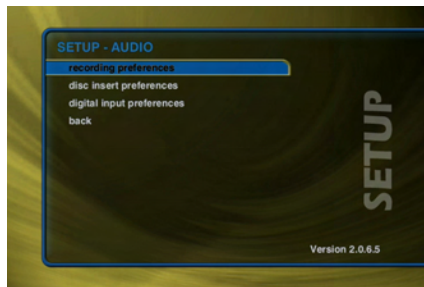 SETUP - AUDIO
recording preferences
disc insert preferences
digital input preferences
back
SETUP
Version 2.0.6.5